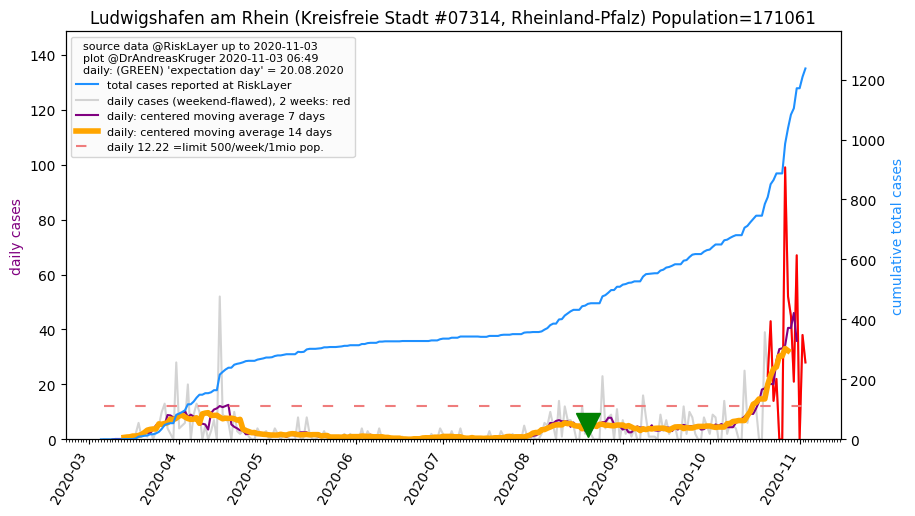 Ludwigshafen am Rhein (Kreisfreie Stadt #07314, Rheinland-Pfalz) Population=171061
source data @RiskLayer up to 2020-11-03
plot @DrAndreasKruger 2020-11-03 06:49
daily: (GREEN) 'expectation day' = 20.08.2020
total cases reported at RiskLayer
daily cases (weekend-flawed), 2 weeks: red
daily: centered moving average 7 days
daily: centered moving average 14 days
daily 12.22 =limit 500/week/1mio pop.
daily cases
140
120
100
80
60
40
20
0
cumulative total cases
1200
1000
800
600
400
200
0
2020-03
2020-04
2020-05
2020-06
2020-07
2020-08
2020-09
2020-10
2020-11